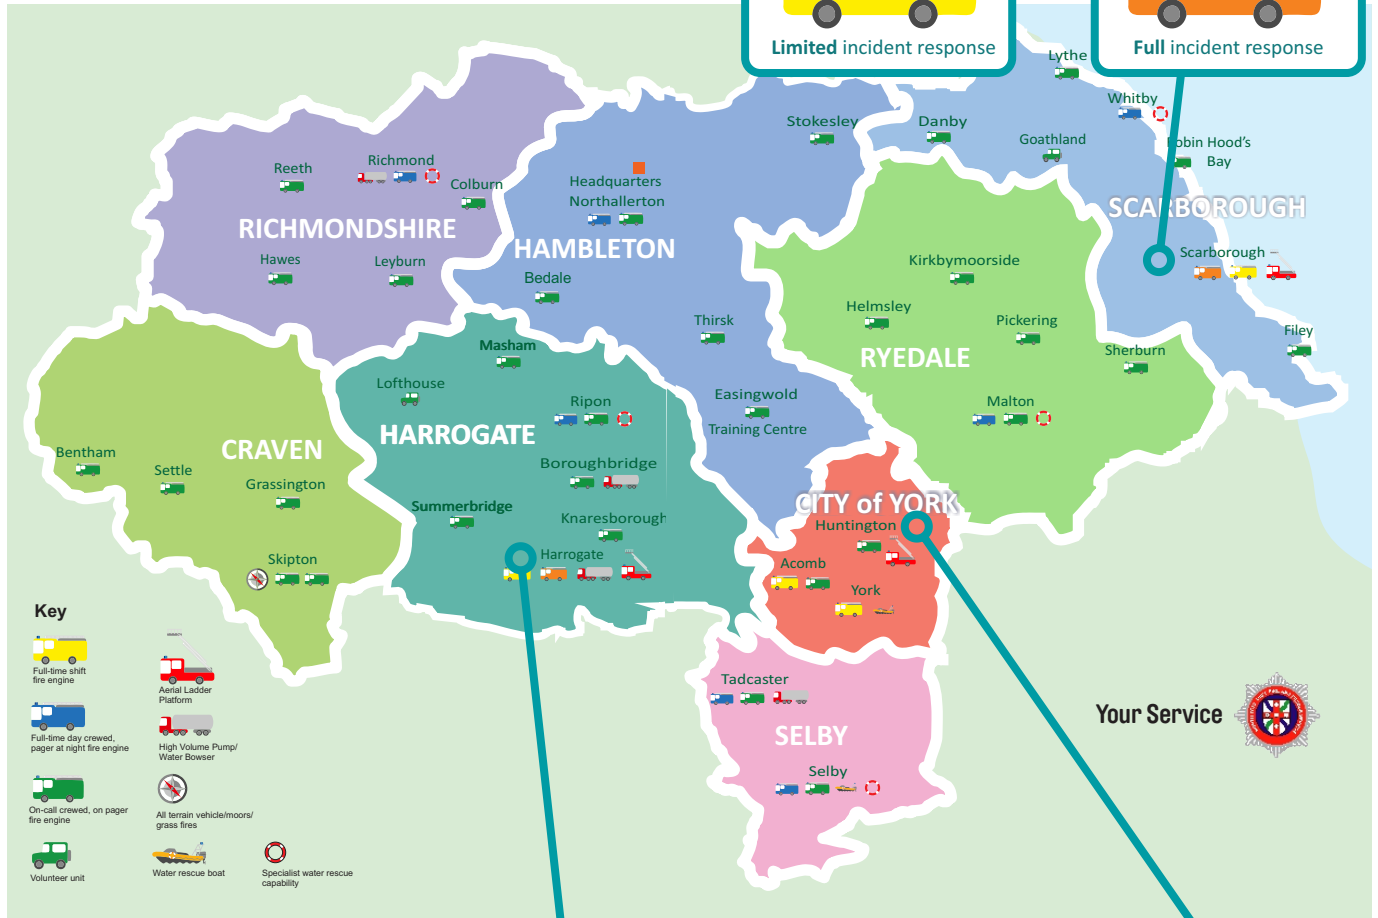 Limited incident response
Full incident response
Lythe
Whitby
Stokesley
Danby
Goathland
Robin Hood's
Bay
Reeth
Richmond
Colburn
Headquarters
Northallerton
RICHMONDSHIRE
HAMBLETON
SCARBOROUGH
Hawes
Leyburn
Bedale
Kirkbymoorside
Scarborough
Helmsley
Thirsk
Pickering
Filey
Masham
RYEDALE
Sherburn
Lofthouse
Ripon
Easingwold
Training Centre
Malton
HARROGATE
CRAVEN
Bentham
Settle
Grassington
Boroughbridge
Summerbridge
Knaresborough
CITY of YORK
Huntington
Skipton
Harrogate
Acomb
York
Tadcaster
SELBY
Selby
Key
Full-time shift
fire engine
Aerial Ladder
Platform
Full-time day crewed,
pager at night fire engine
High Volume Pump/
Water Bowser
On-call crewed, on pager
fire engine
All terrain vehicle/moors/
grass fires
Volunteer unit
Water rescue boat
Specialist water rescue
capability
Your Service